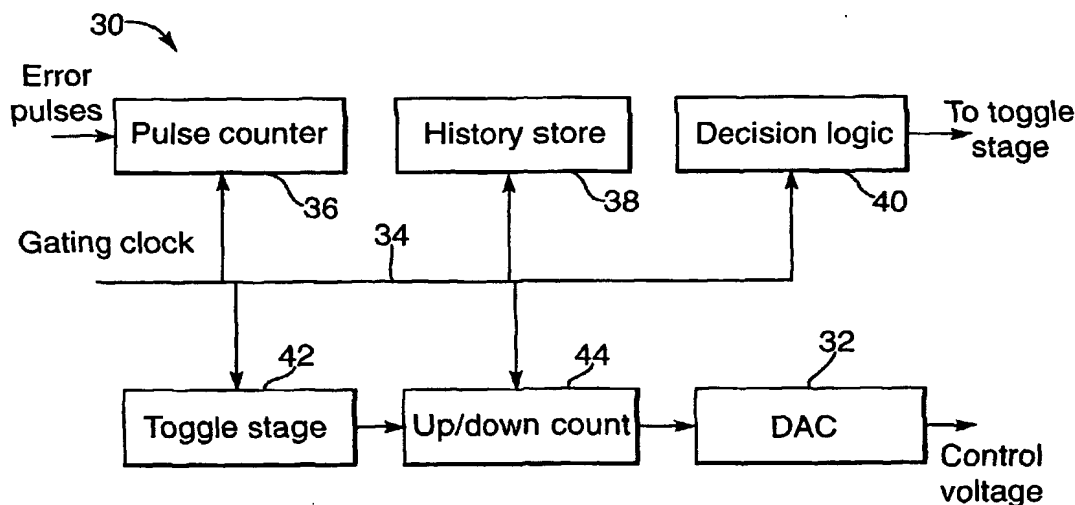 30
Error
pulses
Pulse counter
History store
Decision logic
To toggle
stage
36
38
40
Gating clock
34
42
44
32
Toggle stage
Up/down count
DAC
Control
voltage